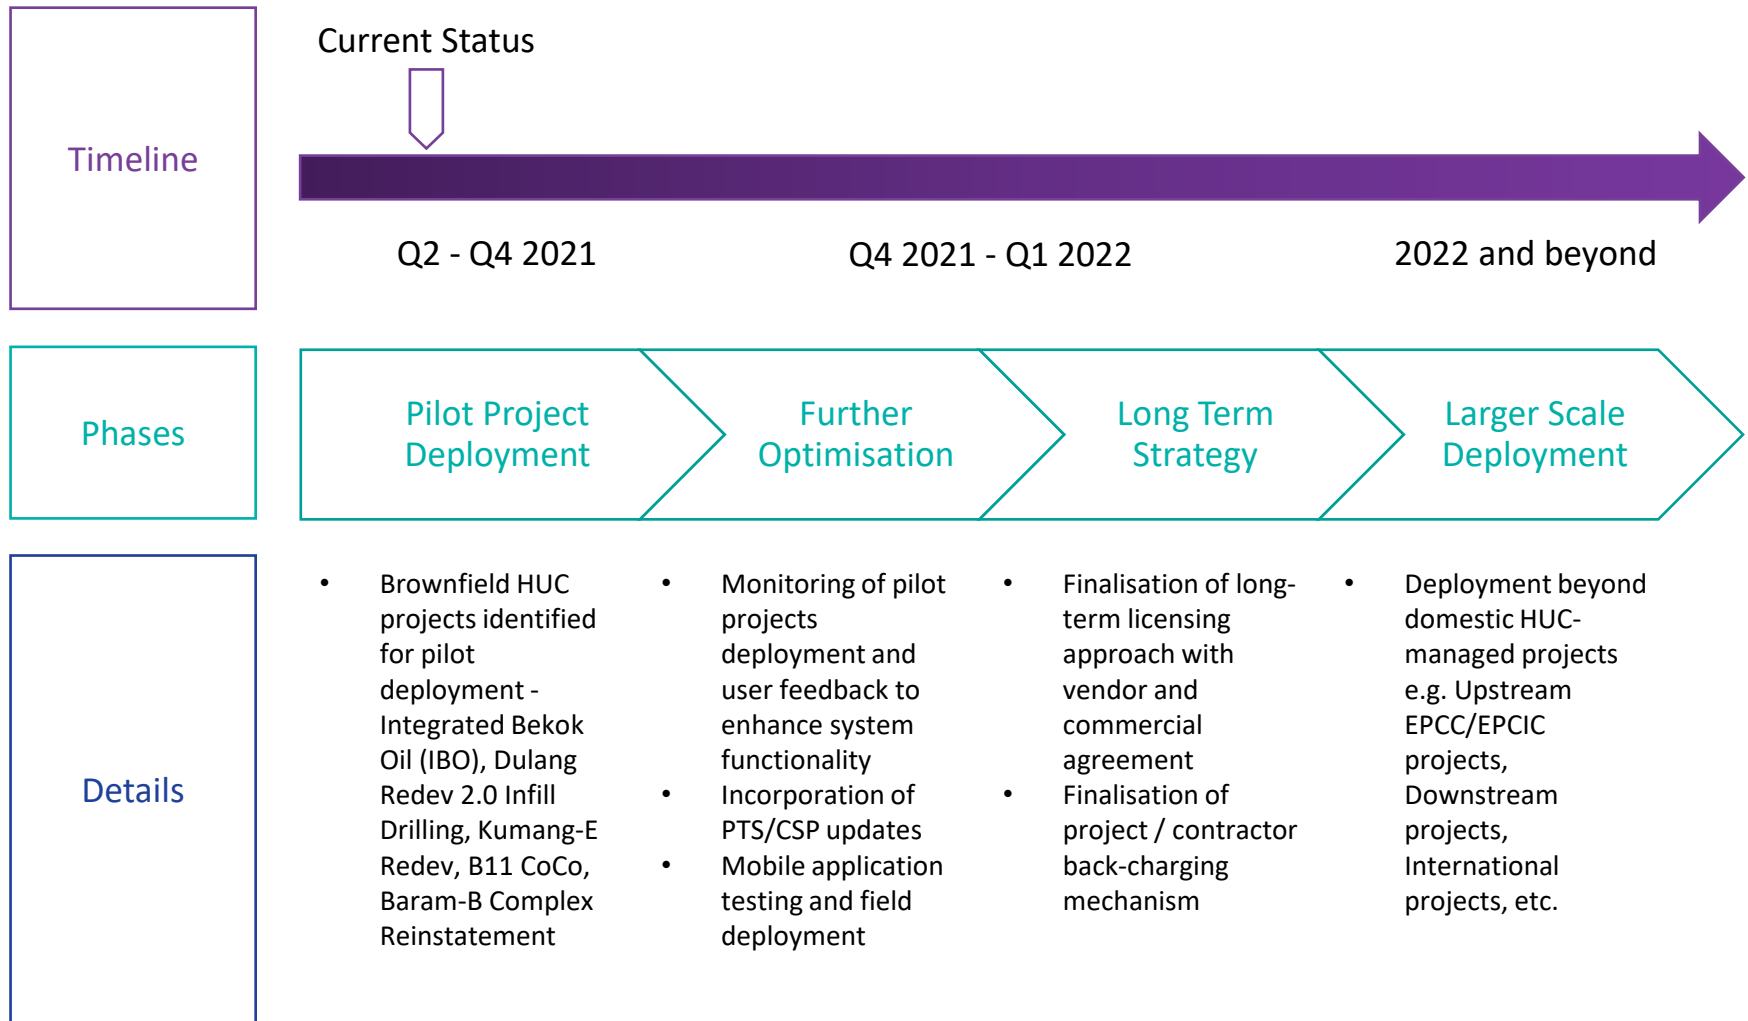 Current Status
Timeline
Q2 - Q4 2021
Q4 2021 - Q1 2022
2022 and beyond
Phases
Pilot Project
Deployment
Further
Optimisation
Long Term
Strategy
Larger Scale
Deployment
Details
• Brownfield HUC
projects identified
for pilot
deployment -
Integrated Bekok
Oil (IBO), Dulang
Redev 2.0 Infill
Drilling, Kumang-E
Redev, B11 CoCo,
Baram-B Complex
Reinstatement
• Monitoring of pilot
projects
deployment and
user feedback to
enhance system
functionality
• Incorporation of
PTS/CSP updates
• Mobile application
testing and field
deployment
• Finalisation of long-
term licensing
approach with
vendor and
commercial
agreement
• Finalisation of
project / contractor
back-charging
mechanism
• Deployment beyond
domestic HUC-
managed projects
e.g. Upstream
EPCC/EPCIC
projects,
Downstream
projects,
International
projects, etc.